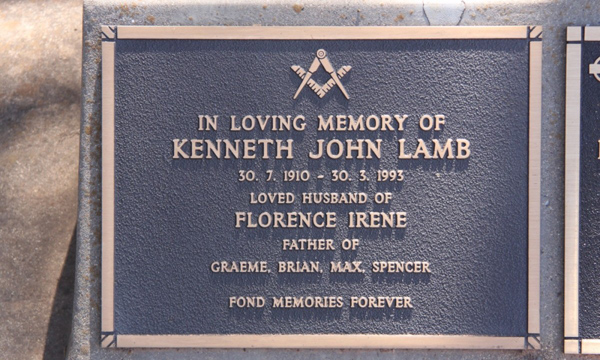 IN LOVING MEMORY OF
KENNETH JOHN LAMB
30. 7. 1910 - 30. 3. 1993
LOVED HUSBAND OF
FLORENCE IRENE
FATHER OF
GRAEME, BRIAN, MAX, SPENCER
FOND MEMORIES FOREVER